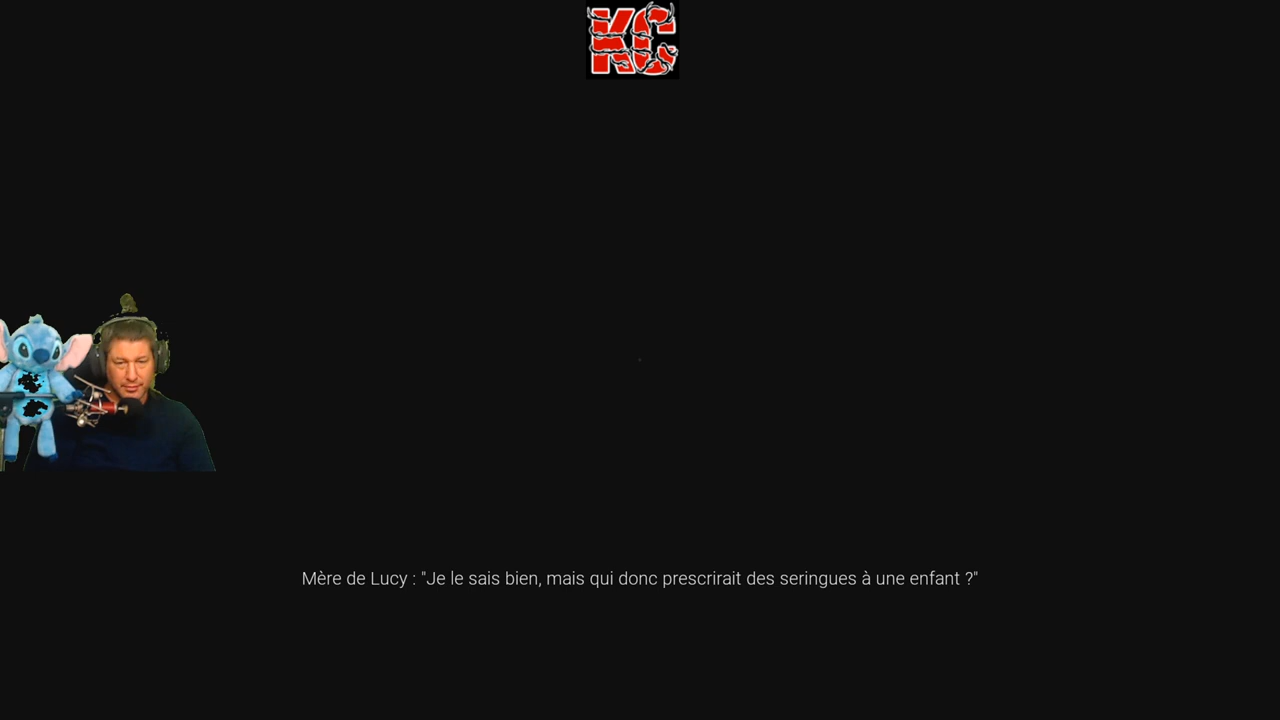 KC
Mère de Lucy : "Je le sais bien, mais qui donc prescrirait des seringues à une enfant ?"